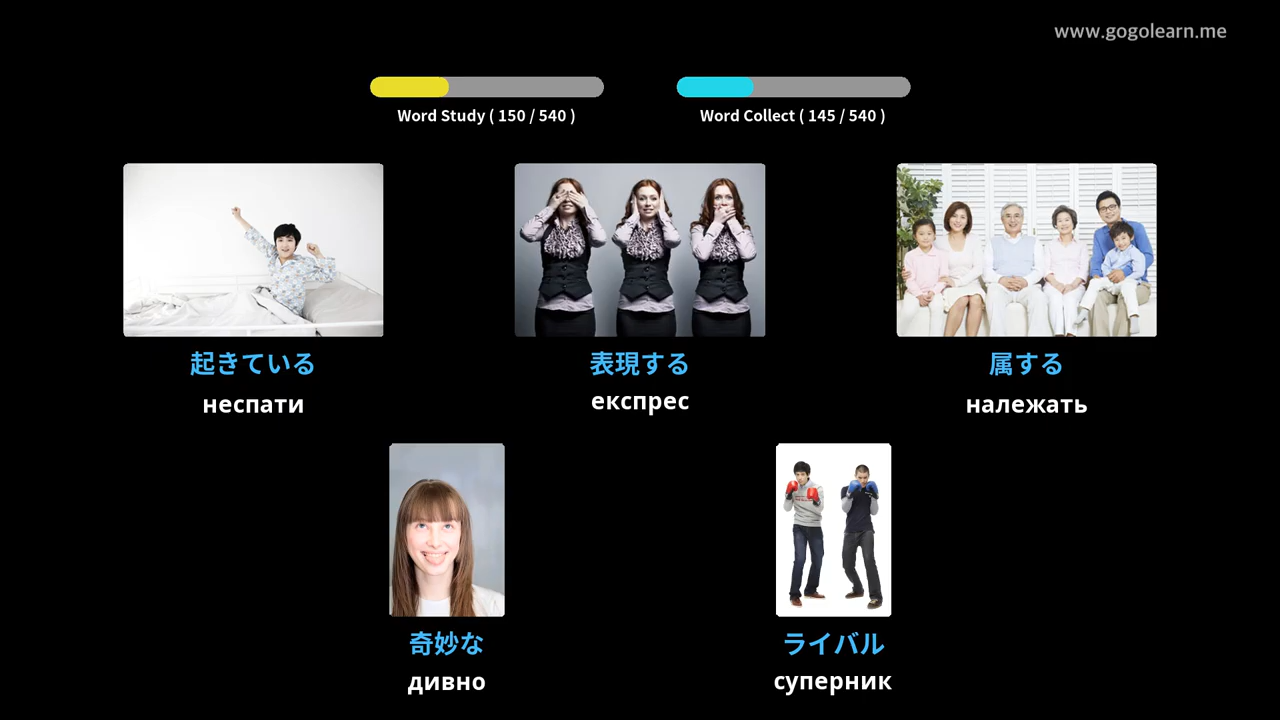 www.gogolearn.me
Word Study ( 150 / 540 )
Word Collect ( 145 / 540 )
起きている
неспати
表現する
експрес
属する
належать
奇妙な
дивно
ライバル
суперник